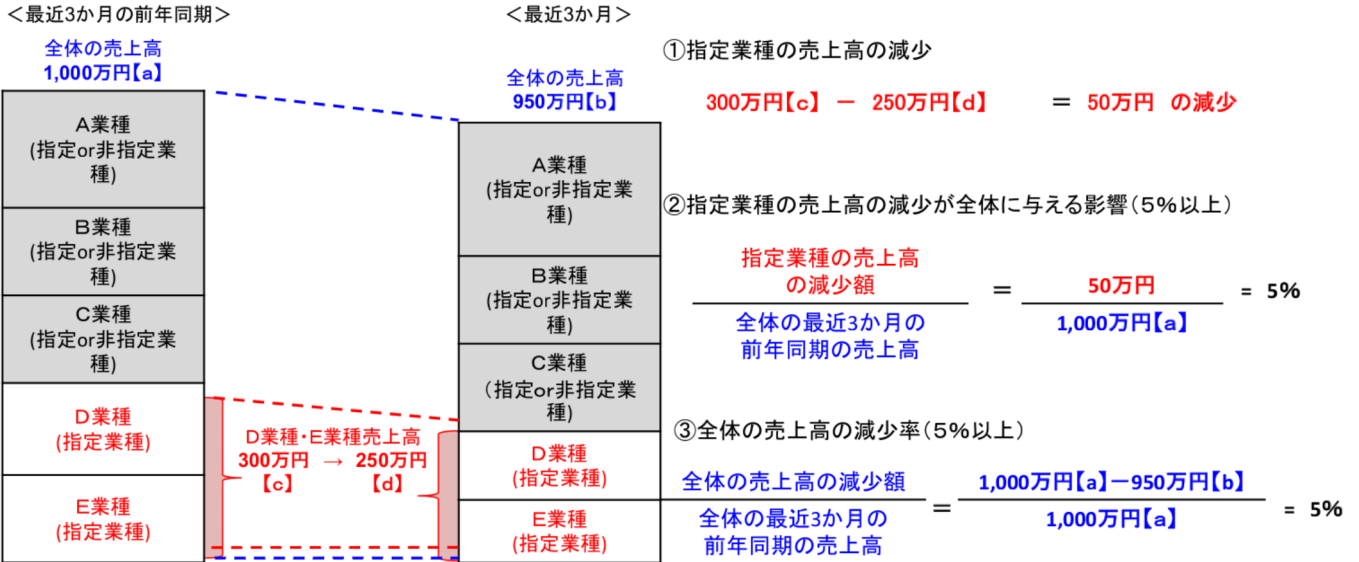 ＜最近3か月の前年同期＞
全体の売上高
1,000万円【a】
A業種
(指定or非指定業
種)
B業種
(指定or非指定業
種)
C業種
(指定or非指定業
種)
D業種
(指定業種)
E業種
(指定業種)
D業種・E業種売上高
300万円 → 250万円
【c】 【d】
＜最近3か月＞
全体の売上高
950万円【b】
A業種
(指定or非指定業
種)
B業種
(指定or非指定業
種)
C業種
（指定or非指定業
種)
D業種
(指定業種)
E業種
(指定業種)
①指定業種の売上高の減少
300万円【c】 － 250万円【d】 ＝ 50万円 の減少
②指定業種の売上高の減少が全体に与える影響（5％以上）
指定業種の売上高
の減少額
全体の最近3か月の
前年同期の売上高
＝
50万円
1,000万円【a】
= 5%
③全体の売上高の減少率（5％以上）
全体の売上高の減少額
全体の最近3か月の
前年同期の売上高
＝
1,000万円【a】－950万円【b】
1,000万円【a】
= 5%